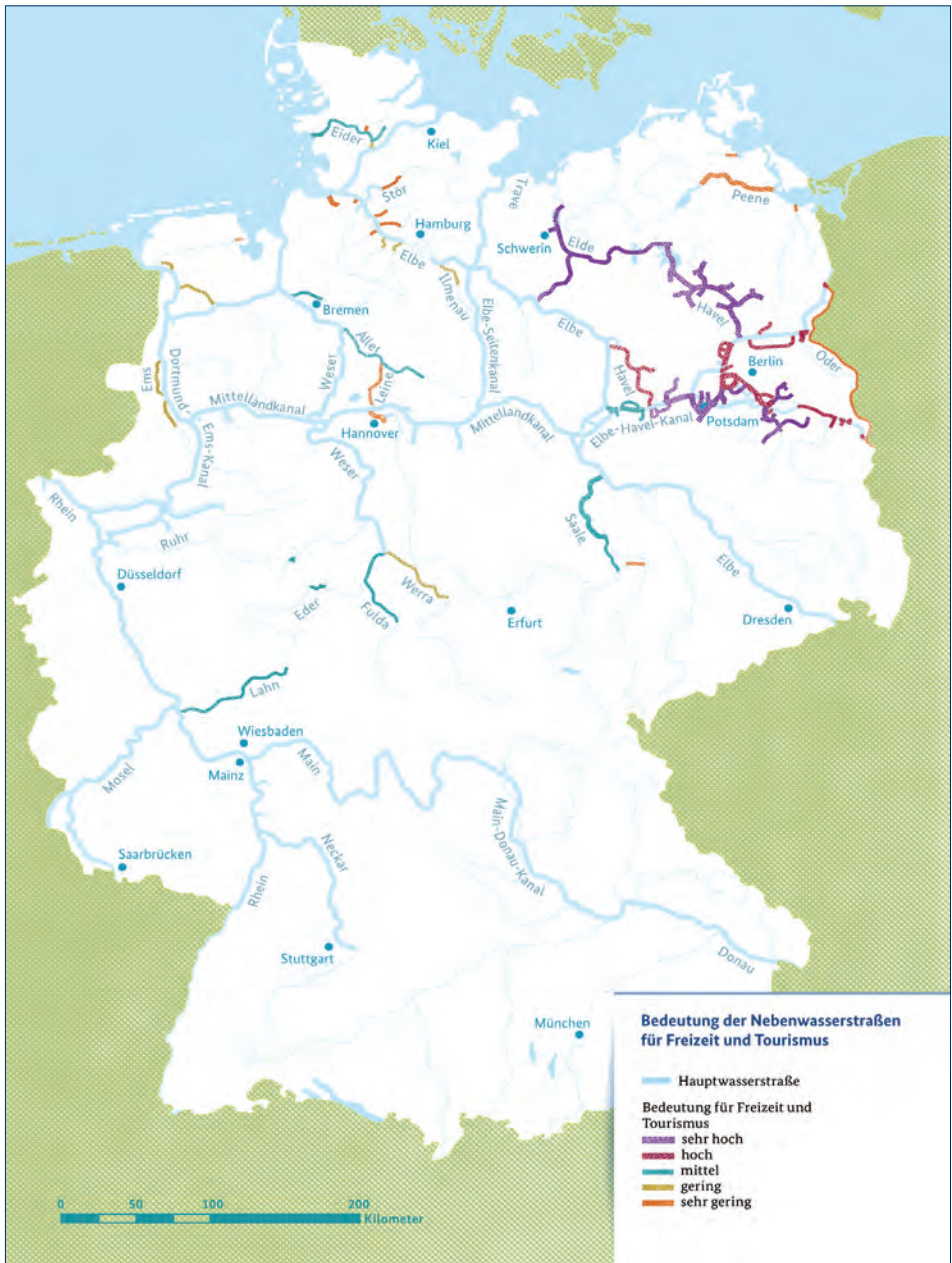 Eider
Kiel
Stör
Trave
Peene
Hamburg
Schwerin
Elde
Elbe
Ilmenau
Havel
Bremen
Elbe-Seitenkanal
Elbe
Oder
Aller
Berlin
Ems
Dortmund-
Ems-Kanal
Weser
Leine
Havel
Mittellandkanal
Mittellandkanal
Hannover
Elbe-Havel-Kanal
Potsdam
Weser
Rhein
Ruhr
Saale
Elbe
Düsseldorf
Eder
Fulda
Werra
Erfurt
Dresden
Lahn
Wiesbaden
Mainz
Main
Mosel
Main-Donau-Kanal
Neckar
Saarbrücken
Rhein
Stuttgart
Donau
München
Bedeutung der Nebenwasserstraßen
für Freizeit und Tourismus
Hauptwasserstraße
Bedeutung für Freizeit und
Tourismus
sehr hoch
hoch
mittel
gering
sehr gering
0 50 100 200
Kilometer